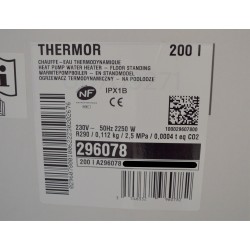 THERMOR 200 l
CHAUFFE-EAU THERMODYNAMIQUE
HEAT PUMP WATER HEATER - FLOOR STANDING
WARMTEPOMPBOILER - EN STANDMODEL
OGRZEWACZ TERMODYNAMICZNY - NA PODLODZE
NF IPX1B
CE
230V~ 50Hz 2250 W
R290 / 0,112 kg / 2,5 MPa / 0,0004 t eq CO2
296078
200 l A296078